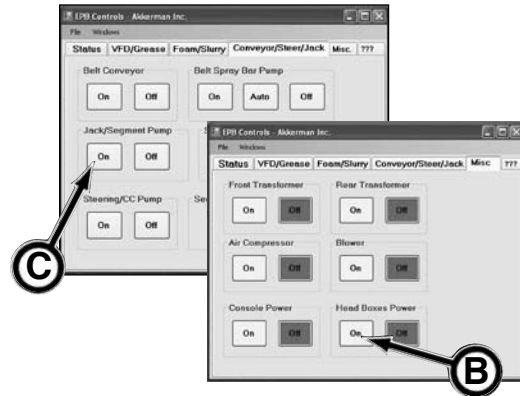 EPB Controls - Akkerman Inc.
File Windows
Status VFD/Grease Foam/Slurry Conveyor/Steer/Jack Misc. ???
Belt Conveyor Belt Spray Bar Pump
On Off On Auto Off
Jack/Segment Pump
On Off
Steering/CC Pump
On Off
C
EPB Controls - Akkerman Inc.
File Windows
Status VFD/Grease Foam/Slurry Conveyor/Steer/Jack Misc ???
Front Transformer Rear Transformer
On Off On Off
Air Compressor Blower
On Off On Off
Console Power Head Boxes Power
On Off On Off
B